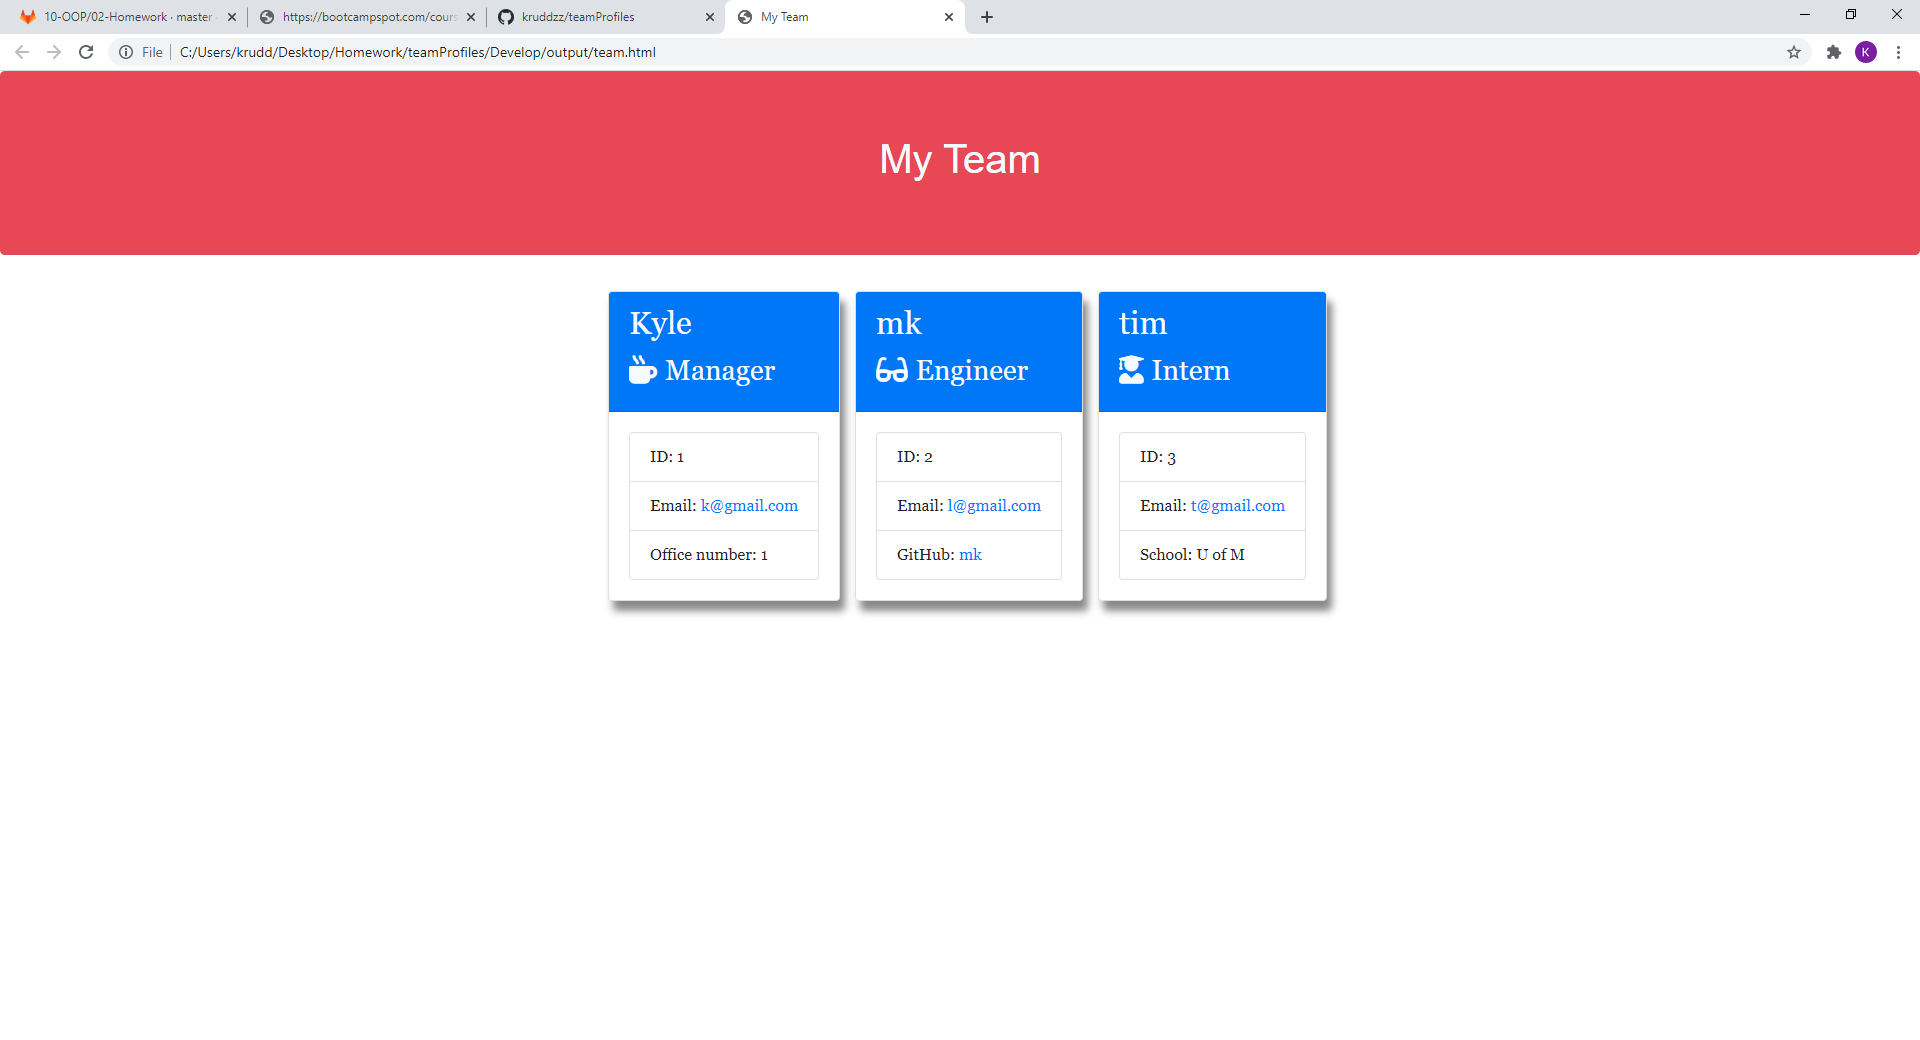 10-OOP/02-Homework · master
https://bootcampspot.com/cours
kruddzz/teamProfiles
My Team
File
C:/Users/krudd/Desktop/Homework/teamProfiles/Develop/output/team.html
K
My Team
Kyle
Manager
ID: 1
Email: k@gmail.com
Office number: 1
mk
Engineer
ID: 2
Email: l@gmail.com
GitHub: mk
tim
Intern
ID: 3
Email: t@gmail.com
School: U of M